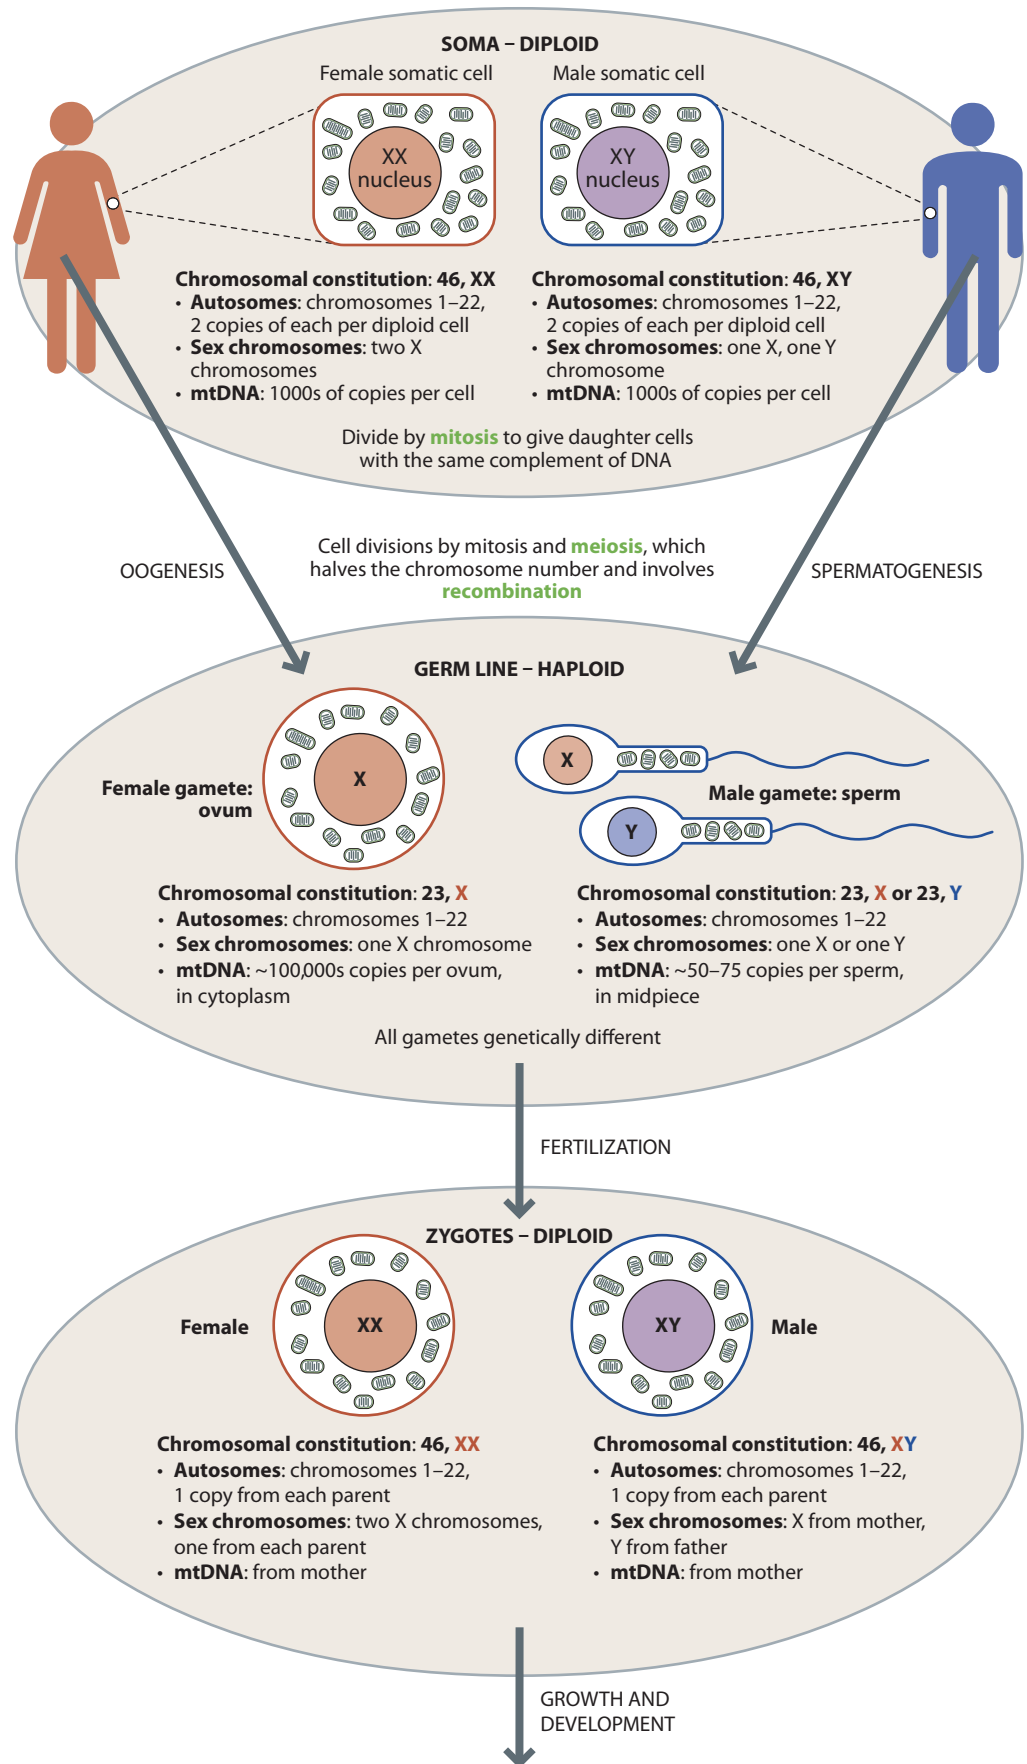 SOMA – DIPLOID
Female somatic cell
Male somatic cell
XX
nucleus
XY
nucleus
Chromosomal constitution: 46, XX
• Autosomes: chromosomes 1–22,
2 copies of each per diploid cell
• Sex chromosomes: two X
chromosomes
• mtDNA: 1000s of copies per cell
Chromosomal constitution: 46, XY
• Autosomes: chromosomes 1–22,
2 copies of each per diploid cell
• Sex chromosomes: one X, one Y
chromosome
• mtDNA: 1000s of copies per cell
Divide by mitosis to give daughter cells
with the same complement of DNA
OOGENESIS
Cell divisions by mitosis and meiosis, which
halves the chromosome number and involves
recombination
SPERMATOGENESIS
GERM LINE – HAPLOID
Female gamete:
ovum
X
X
Male gamete: sperm
Y
Chromosomal constitution: 23, X
• Autosomes: chromosomes 1–22
• Sex chromosomes: one X chromosome
• mtDNA: ~100,000s copies per ovum,
in cytoplasm
Chromosomal constitution: 23, X or 23, Y
• Autosomes: chromosomes 1–22
• Sex chromosomes: one X or one Y
• mtDNA: ~50–75 copies per sperm,
in midpiece
All gametes genetically different
FERTILIZATION
ZYGOTES – DIPLOID
Female
XX
XY
Male
Chromosomal constitution: 46, XX
• Autosomes: chromosomes 1–22,
1 copy from each parent
• Sex chromosomes: two X chromosomes,
one from each parent
• mtDNA: from mother
Chromosomal constitution: 46, XY
• Autosomes: chromosomes 1–22,
1 copy from each parent
• Sex chromosomes: X from mother,
Y from father
• mtDNA: from mother
GROWTH AND
DEVELOPMENT